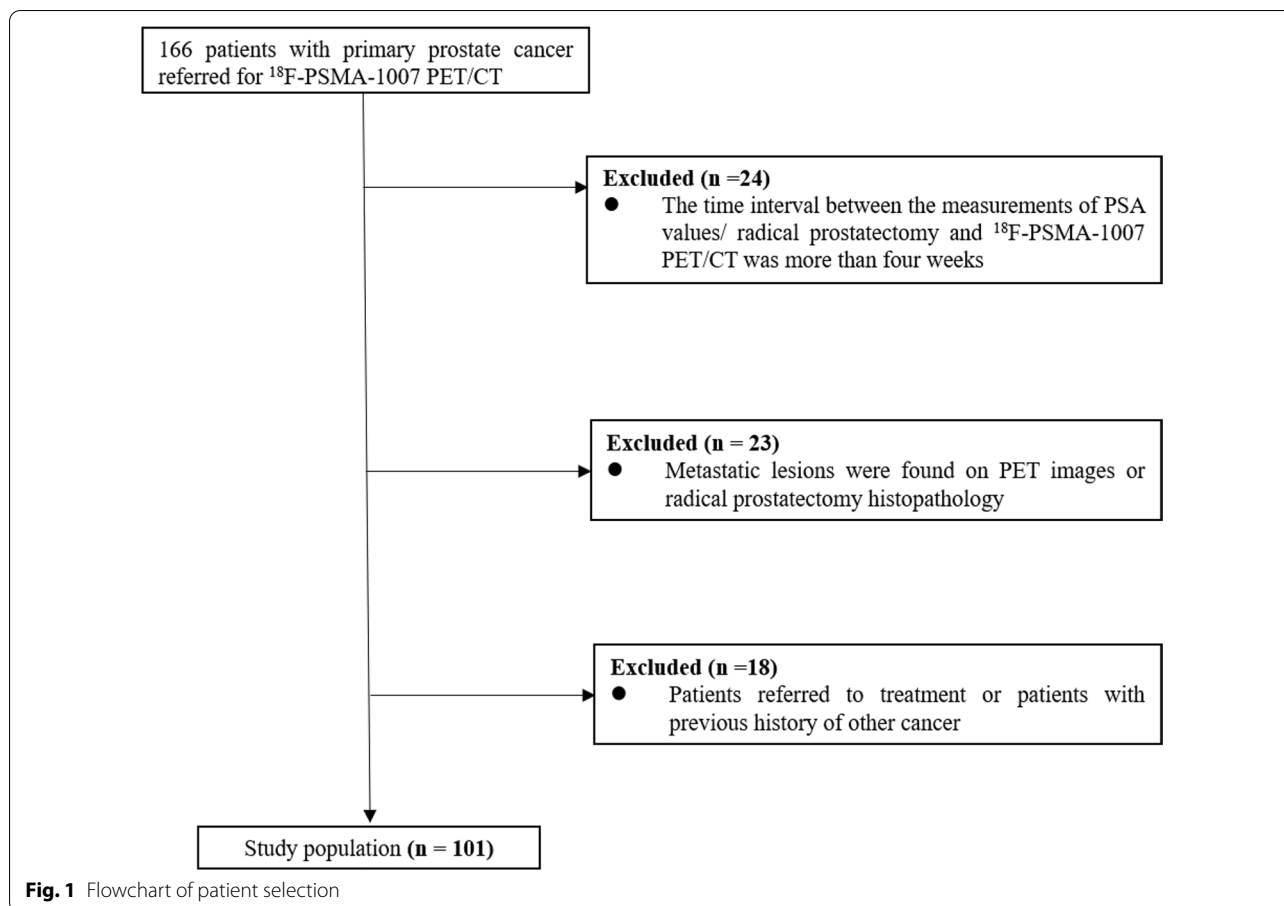 166 patients with primary prostate cancer
referred for ¹⁸F-PSMA-1007 PET/CT
Excluded (n =24)
● The time interval between the measurements of PSA
values/ radical prostatectomy and ¹⁸F-PSMA-1007
PET/CT was more than four weeks
Excluded (n = 23)
● Metastatic lesions were found on PET images or
radical prostatectomy histopathology
Excluded (n =18)
● Patients referred to treatment or patients with
previous history of other cancer
Study population (n = 101)
Fig. 1 Flowchart of patient selection